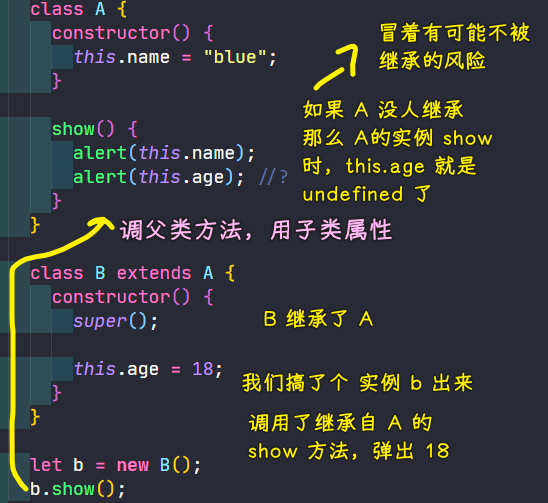 class A {
constructor() {
this.name = "blue";
}
show() {
alert(this.name);
alert(this.age); //?
}
}
class B extends A {
constructor() {
super();
this.age = 18;
}
}
let b = new B();
b.show();
冒着有可能不被
继承的风险
如果 A 没人继承
那么 A的实例 show
时，this.age 就是
undefined 了
调父类方法，用子类属性
B 继承了 A
我们搞了个 实例 b 出来
调用了继承自 A 的
show 方法，弹出 18